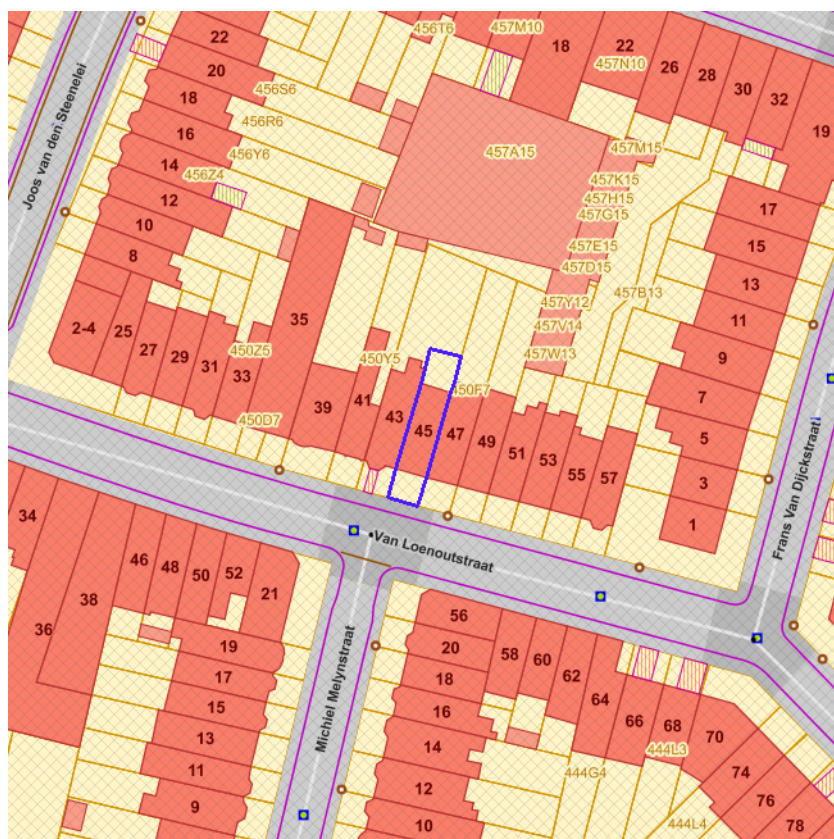 456T6
457M10
22
18
22
457N10
26
28
30
32
19
20
456S6
18
456R6
16
456Y6
457A15
457M15
14
456Z4
457K15
12
457H15
457G15
17
10
457E15
15
8
457D15
13
457B13
457Y12
11
2-4
25
27
29
31
33
35
450Z5
457V14
450Y5
457W13
9
450F7
7
39
41
43
45
47
49
51
53
55
57
5
450D7
3
1
Joos van den Steenelei
Frans Van Dijckstraat
Van Loenoutstraat
Michiel Melynstraat
34
36
38
46
48
50
52
21
19
17
15
13
11
9
56
20
18
16
14
12
10
58
60
62
64
66
68
70
444L3
444G4
74
76
78
444L4